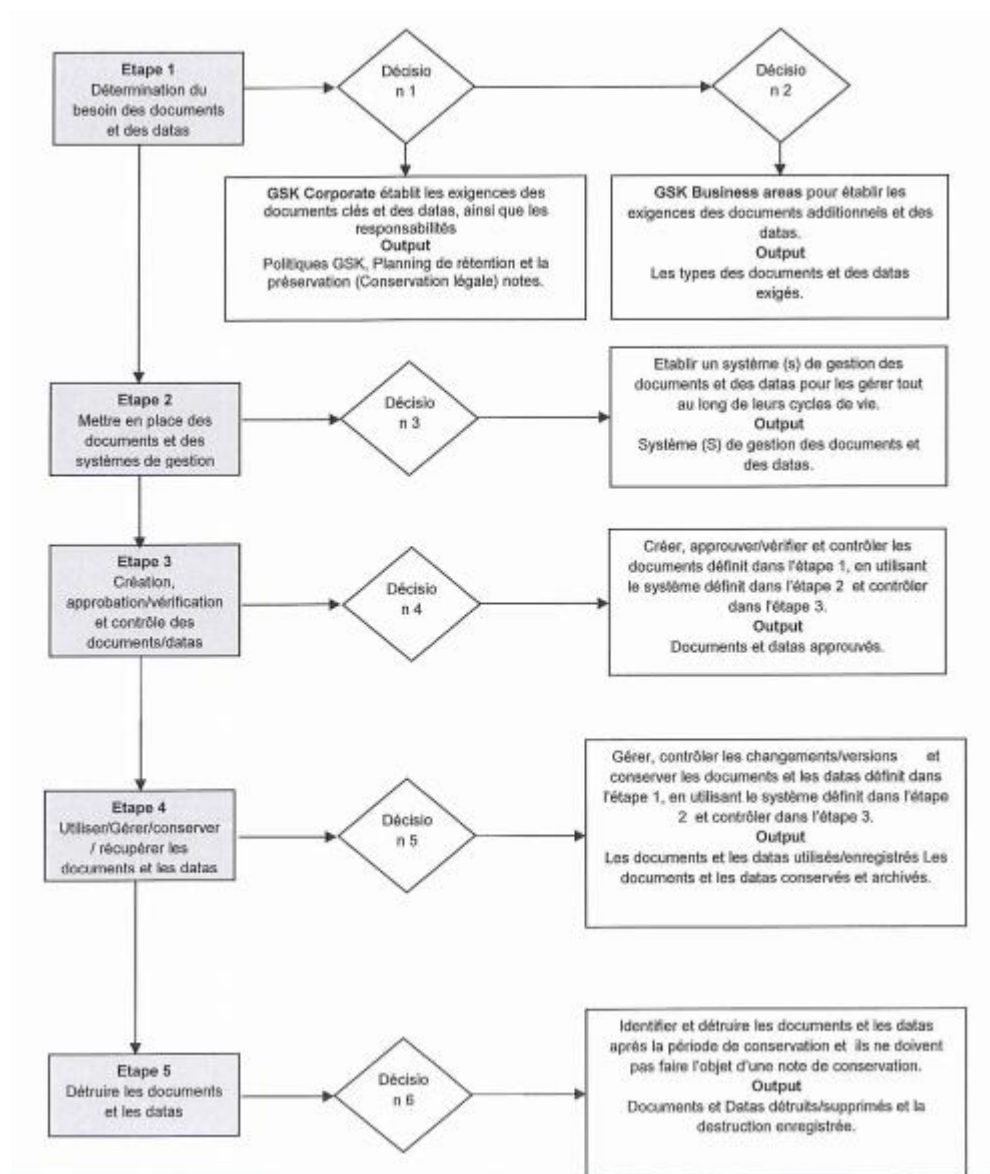 Etape 1
Détermination du
besoin des documents
et des datas
Décisio
n 1
Décisio
n 2
GSK Corporate établit les exigences des
documents clés et des datas, ainsi que les
responsabilités
Output
Politiques GSK, Planning de rétention et la
préservation (Conservation légale) notes.
GSK Business areas pour établir les
exigences des documents additionnels et des
datas.
Output
Les types des documents et des datas
exigés.
Etape 2
Mettre en place des
documents et des
systèmes de gestion
Décisio
n 3
Etablir un système (s) de gestion des
documents et des datas pour les gérer tout
au long de leurs cycles de vie.
Output
Système (S) de gestion des documents et
des datas.
Etape 3
Création,
approbation/vérification
et contrôle des
documents/datas
Décisio
n 4
Créer, approuver/vérifier et contrôler les
documents définit dans l'étape 1, en utilisant
le système définit dans l'étape 2 et contrôler
dans l'étape 3.
Output
Documents et datas approuvés.
Etape 4
Utiliser/Gérer/conserver
/ récupérer les
documents et les datas
Décisio
n 5
Gérer, contrôler les changements/versions et
conserver les documents et les datas définit dans
l'étape 1, en utilisant le système définit dans l'étape
2 et contrôler dans l'étape 3.
Output
Les documents et les datas utilisés/enregistrés Les
documents et les datas conservés et archivés.
Etape 5
Détruire les documents
et les datas
Décisio
n 6
Identifier et détruire les documents et les datas
après la période de conservation et ils ne doivent
pas faire l'objet d'une note de conservation.
Output
Documents et Datas détruits/supprimés et la
destruction enregistrée.